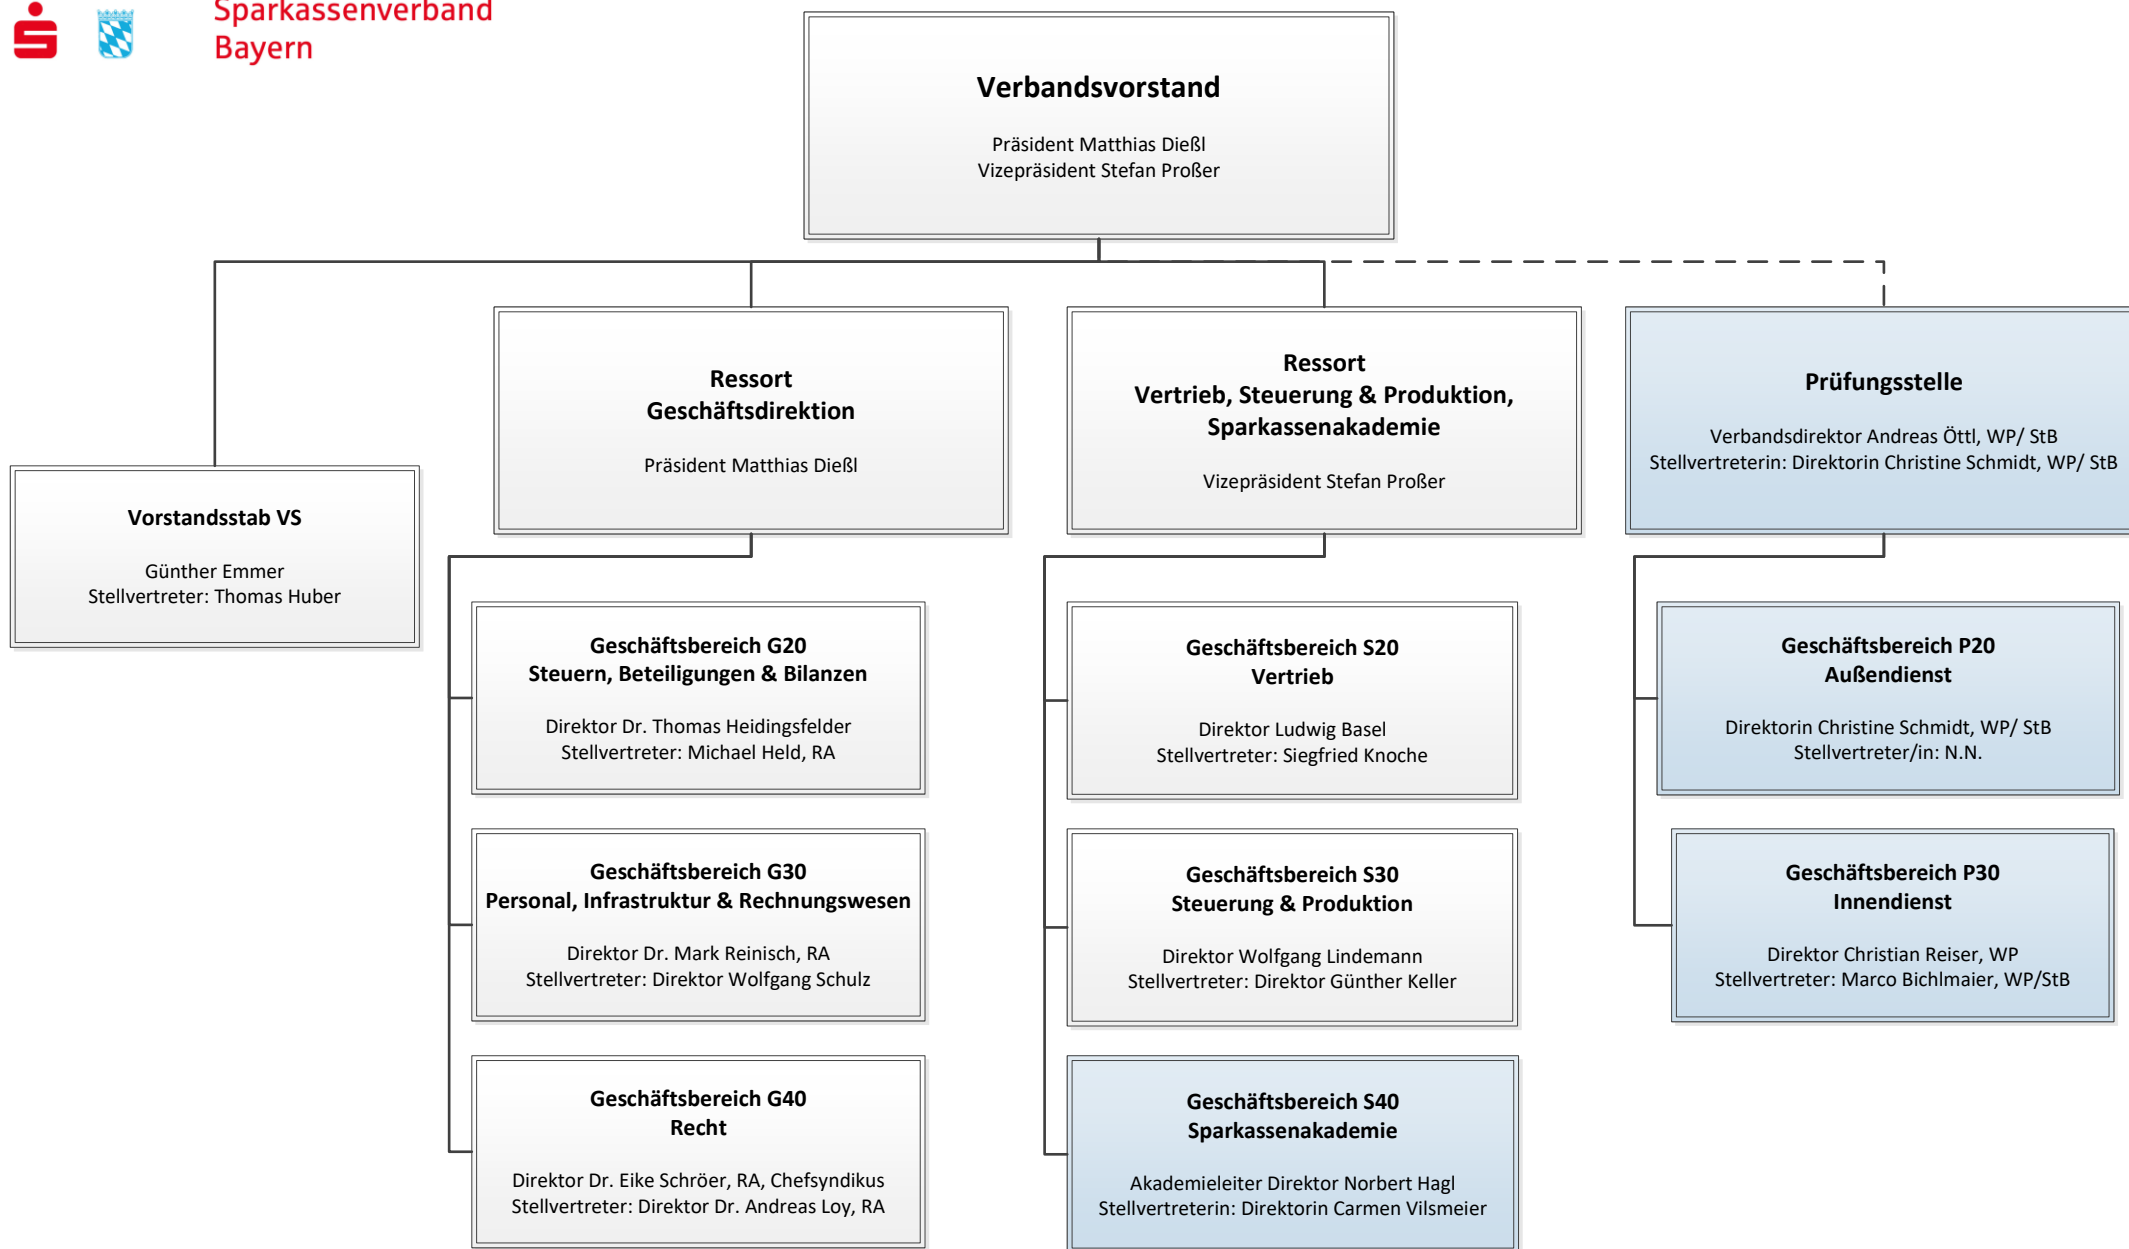 Sparkassenverband
Bayern
Verbandsvorstand
Präsident Matthias Dießl
Vizepräsident Stefan Proßer
Ressort
Geschäftsdirektion
Präsident Matthias Dießl
Ressort
Vertrieb, Steuerung & Produktion,
Sparkassenakademie
Vizepräsident Stefan Proßer
Prüfungsstelle
Verbandsdirektor Andreas Öttl, WP/ StB
Stellvertreterin: Direktorin Christine Schmidt, WP/ StB
Vorstandsstab VS
Günther Emmer
Stellvertreter: Thomas Huber
Geschäftsbereich G20
Steuern, Beteiligungen & Bilanzen
Direktor Dr. Thomas Heidingsfelder
Stellvertreter: Michael Held, RA
Geschäftsbereich S20
Vertrieb
Direktor Ludwig Basel
Stellvertreter: Siegfried Knoche
Geschäftsbereich P20
Außendienst
Direktorin Christine Schmidt, WP/ StB
Stellvertreter/in: N.N.
Geschäftsbereich G30
Personal, Infrastruktur & Rechnungswesen
Direktor Dr. Mark Reinisch, RA
Stellvertreter: Direktor Wolfgang Schulz
Geschäftsbereich S30
Steuerung & Produktion
Direktor Wolfgang Lindemann
Stellvertreter: Direktor Günther Keller
Geschäftsbereich P30
Innendienst
Direktor Christian Reiser, WP
Stellvertreter: Marco Bichlmaier, WP/StB
Geschäftsbereich G40
Recht
Direktor Dr. Eike Schröer, RA, Chefsyndikus
Stellvertreter: Direktor Dr. Andreas Loy, RA
Geschäftsbereich S40
Sparkassenakademie
Akademieleiter Direktor Norbert Hagl
Stellvertreterin: Direktorin Carmen Vilsmeier